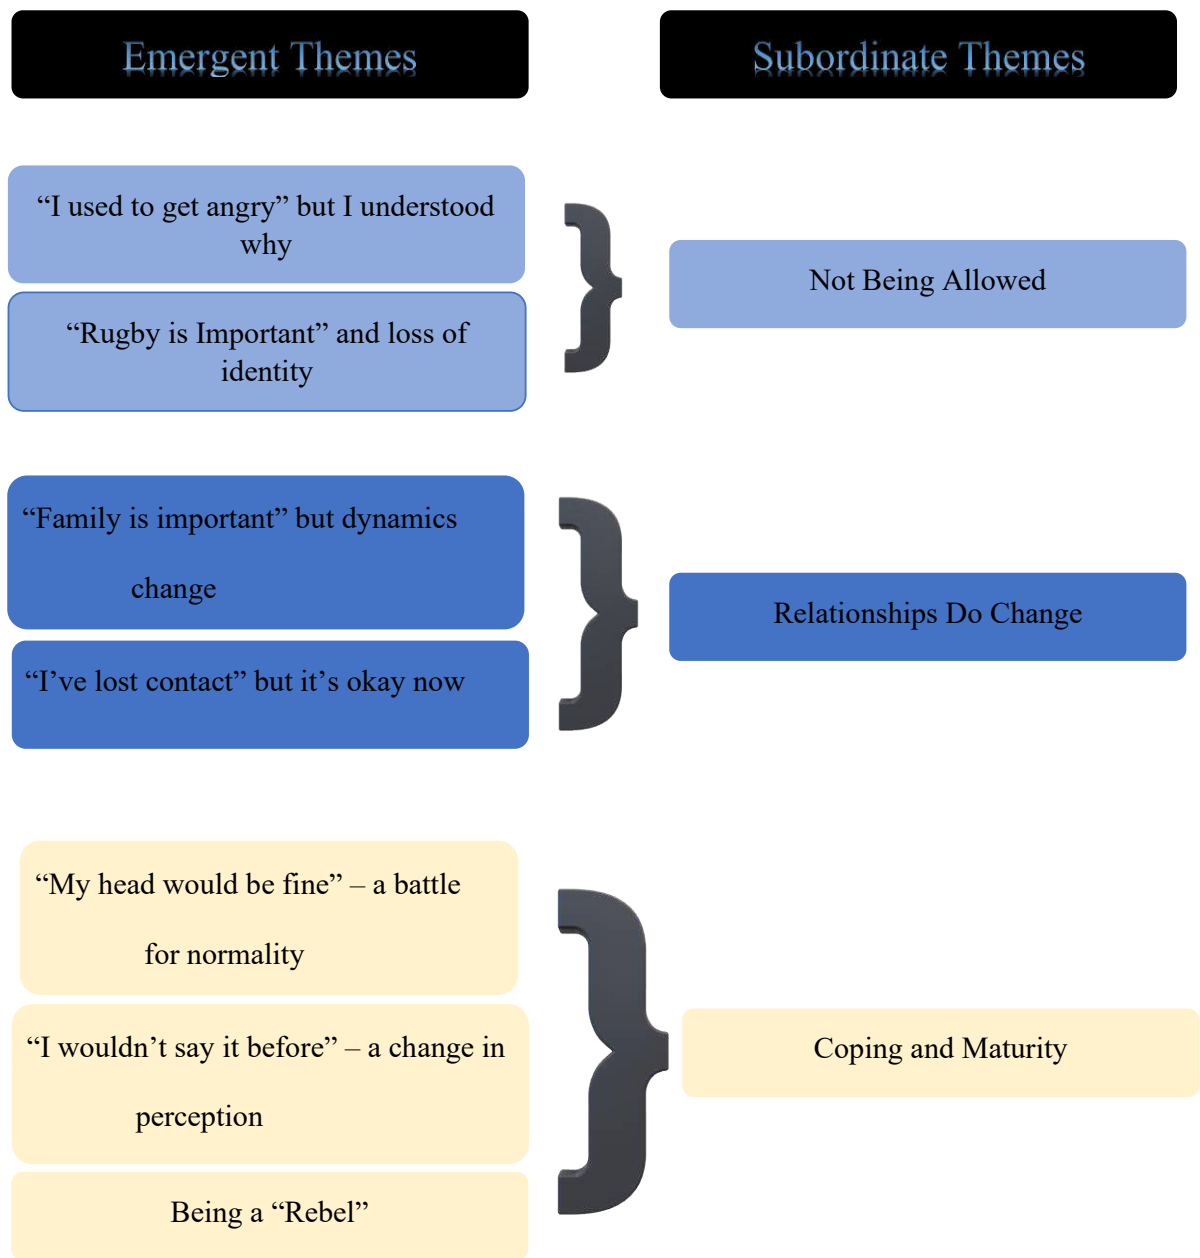 Emergent Themes
Subordinate Themes
“I used to get angry” but I understood
why
“Rugby is Important” and loss of
identity
Not Being Allowed
“Family is important” but dynamics
change
“I’ve lost contact” but it’s okay now
Relationships Do Change
“My head would be fine” – a battle
for normality
“I wouldn’t say it before” – a change in
perception
Being a “Rebel”
Coping and Maturity